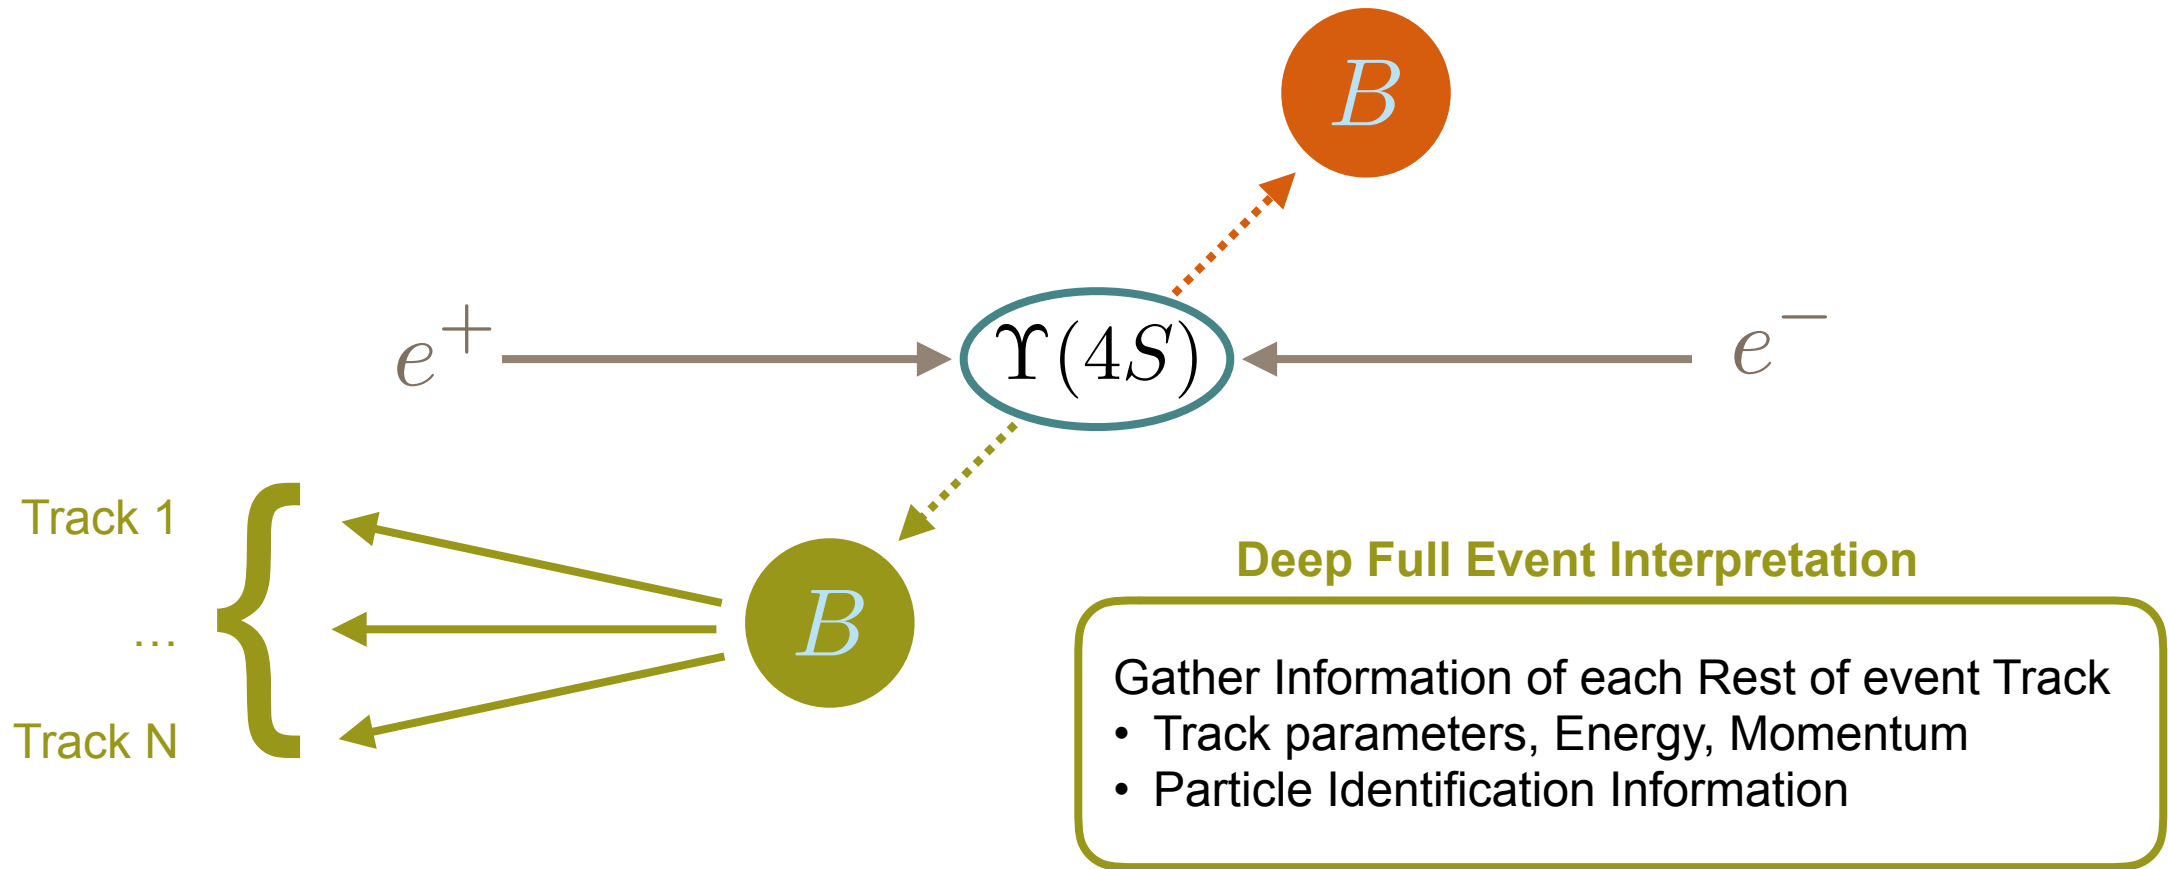 B
e⁺
ϒ(4S)
e⁻
Track 1
...
Track N
B
Deep Full Event Interpretation
Gather Information of each Rest of event Track
• Track parameters, Energy, Momentum
• Particle Identification Information